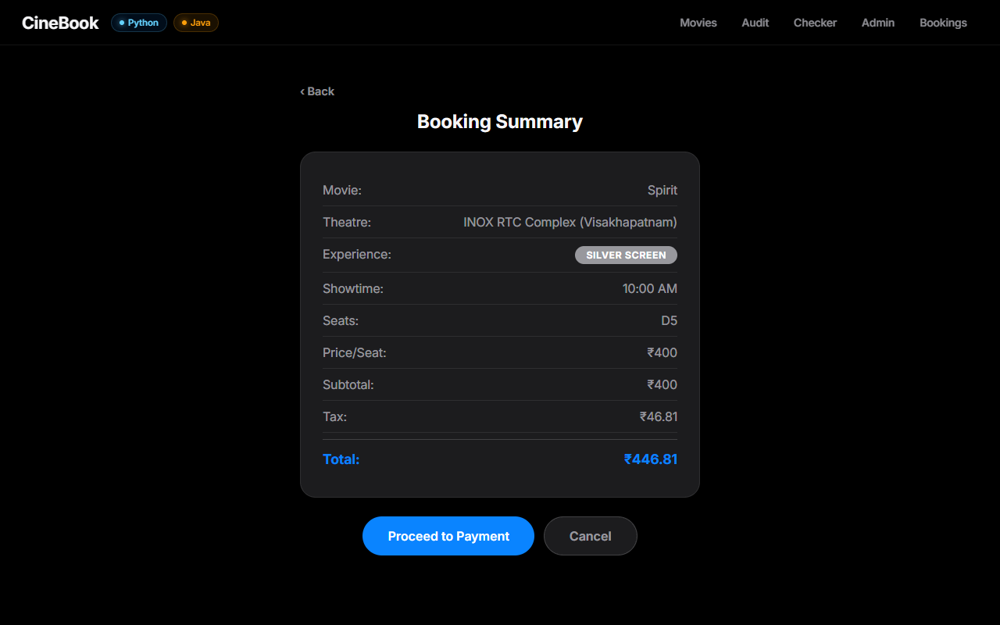 CineBook Python Java Movies Audit Checker Admin Bookings
‹ Back
Booking Summary
Movie: Spirit
Theatre: INOX RTC Complex (Visakhapatnam)
Experience: SILVER SCREEN
Showtime: 10:00 AM
Seats: D5
Price/Seat: ₹400
Subtotal: ₹400
Tax: ₹46.81
Total: ₹446.81
Proceed to Payment Cancel